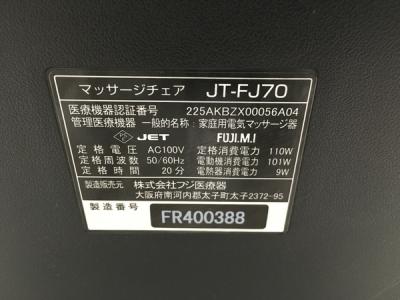 マッサージチェア JT-FJ70
医療機器認証番号 225AKBZX00056A04
管理医療機器 一般的名称:家庭用電気マッサージ器
JET FUJI.M.I
定格電圧 AC100V 定格消費電力 110W
定格周波数 50/60Hz 電動機消費電力 101W
定格時間 20分 電熱器消費電力 9W
製造販売元 株式会社フジ医療器
大阪府南河内郡太子町太子2372-95
製造番号 FR400388